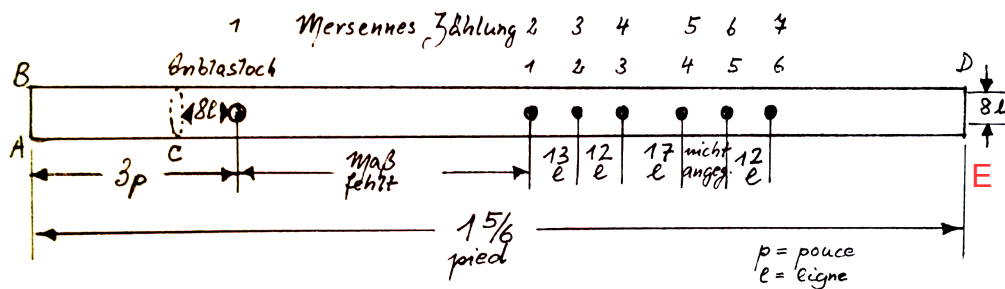 1 Mersennes Zählung 2 3 4 5 6 7
Anblasloch 1 2 3 4 5 6
B D
8l 8l
A C E
3p Maß fehlt 13 l 12 l 17 l nicht angeg. 12 l
1 5/6 pied
p = pouce
l = ligne